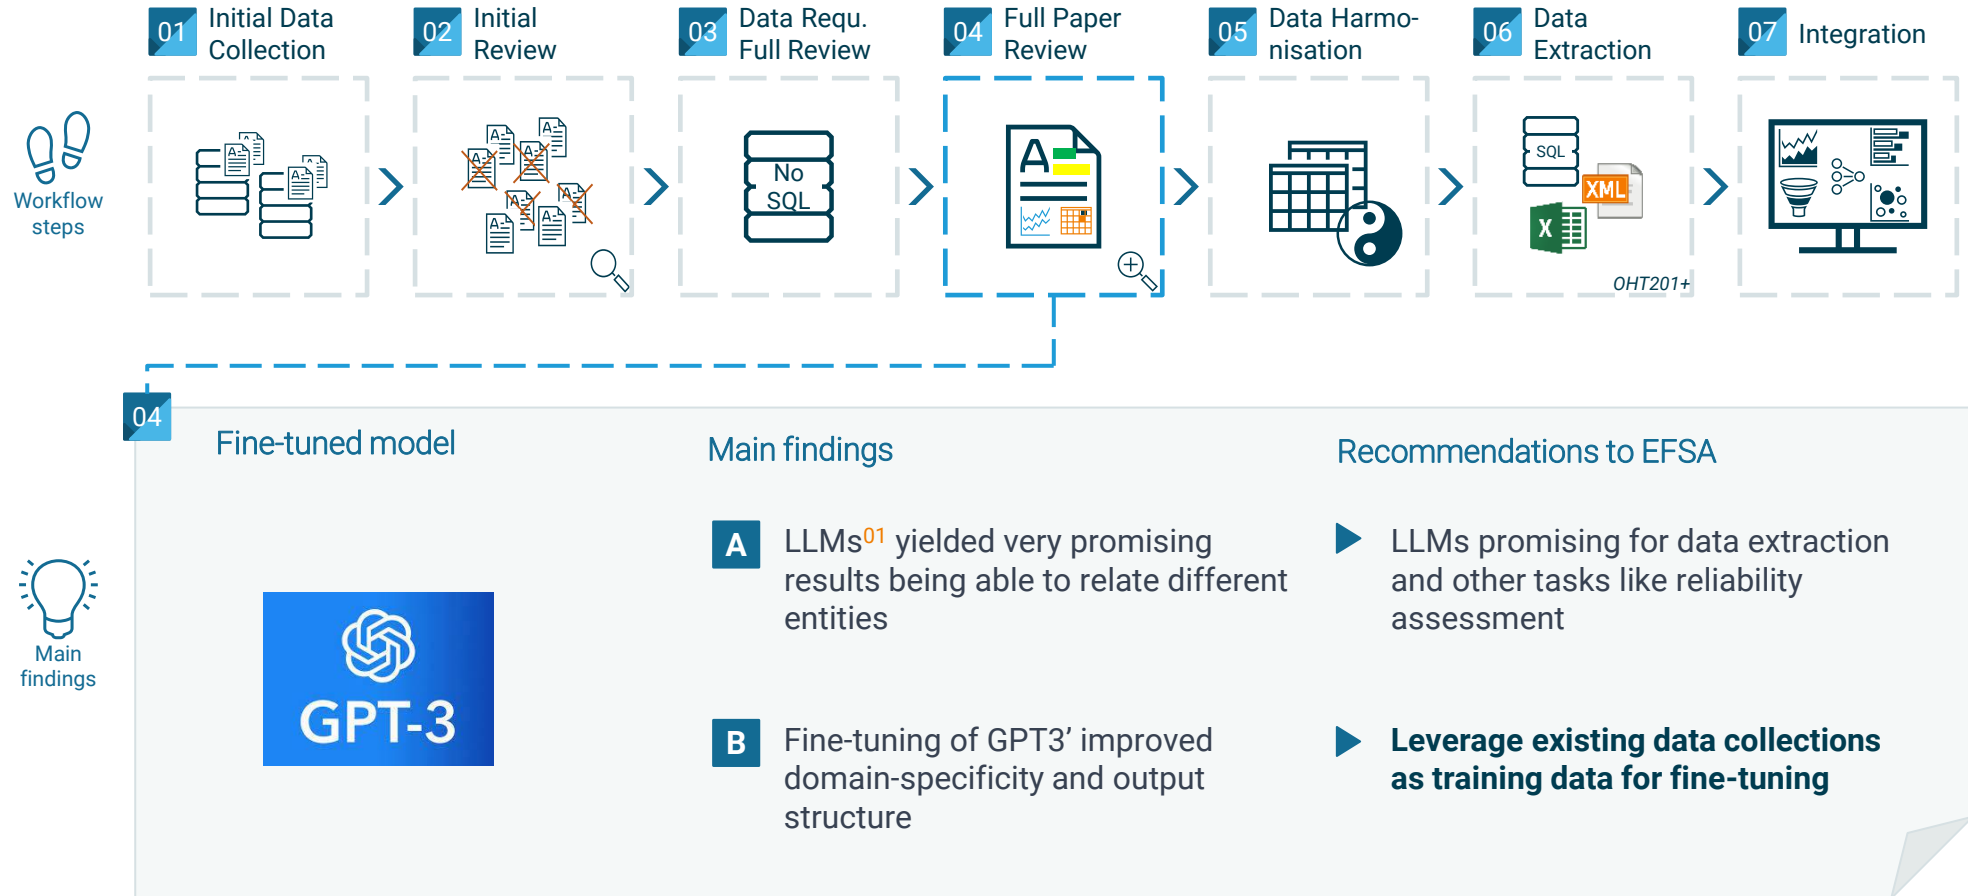 01 Initial Data
Collection
02 Initial
Review
03 Data Requ.
Full Review
04 Full Paper
Review
05 Data Harmo-
nisation
06 Data
Extraction
07 Integration
Workflow
steps
No
SQL
A
SQL
XML
X
OHT201+
04
Fine-tuned model
Main findings
Recommendations to EFSA
Main
findings
GPT-3
A LLMs01 yielded very promising
results being able to relate different
entities
LLMs promising for data extraction
and other tasks like reliability
assessment
B Fine-tuning of GPT3’ improved
domain-specificity and output
structure
Leverage existing data collections
as training data for fine-tuning